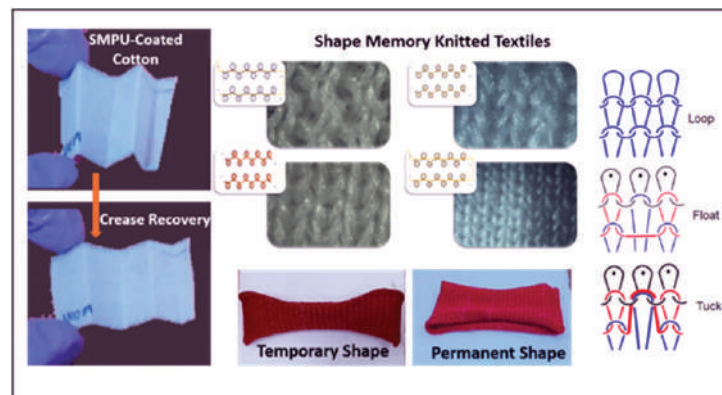 SMPU-Coated
Cotton
Crease Recovery
Shape Memory Knitted Textiles
Temporary Shape
Permanent Shape
Loop
Float
Tuck